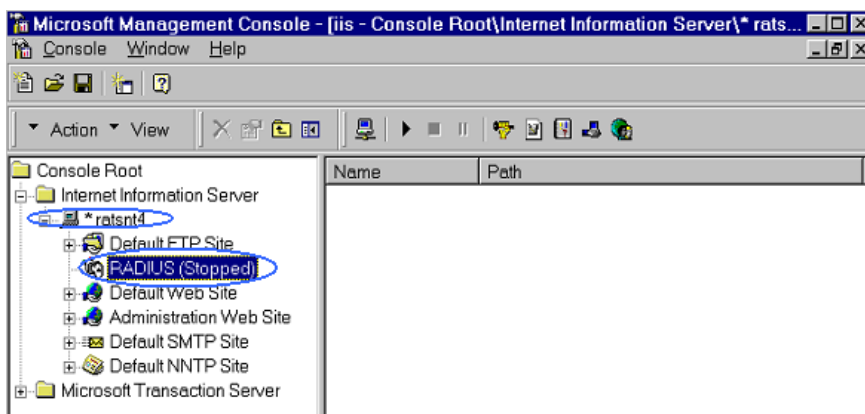 Microsoft Management Console - [iis - Console Root\Internet Information Server\* rats...
Console Window Help
Action View
Console Root
Internet Information Server
* ratsnt4
Default FTP Site
RADIUS (Stopped)
Default Web Site
Administration Web Site
Default SMTP Site
Default NNTP Site
Microsoft Transaction Server
Name Path